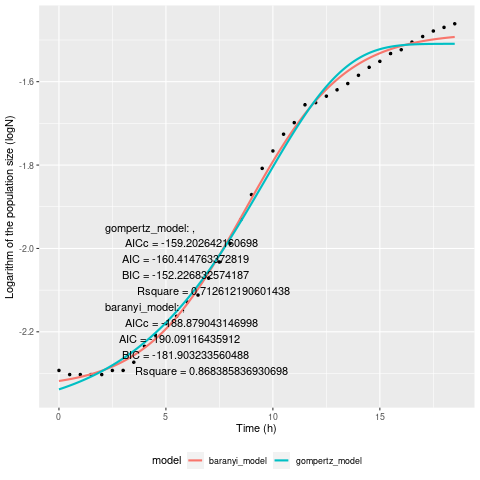 -1.6
-1.8
-2.0
-2.2
Logarithm of the population size (logN)
gompertz_model: ,
AICc = -159.202642160698
AIC = -160.414763372819
BIC = -152.226832574187
Rsquare = 0.712612190601438
baranyi_model: ,
AICc = -188.879043146998
AIC = -190.09116435912
BIC = -181.903233560488
Rsquare = 0.868385836930698
0 5 10 15
Time (h)
model baranyi_model gompertz_model